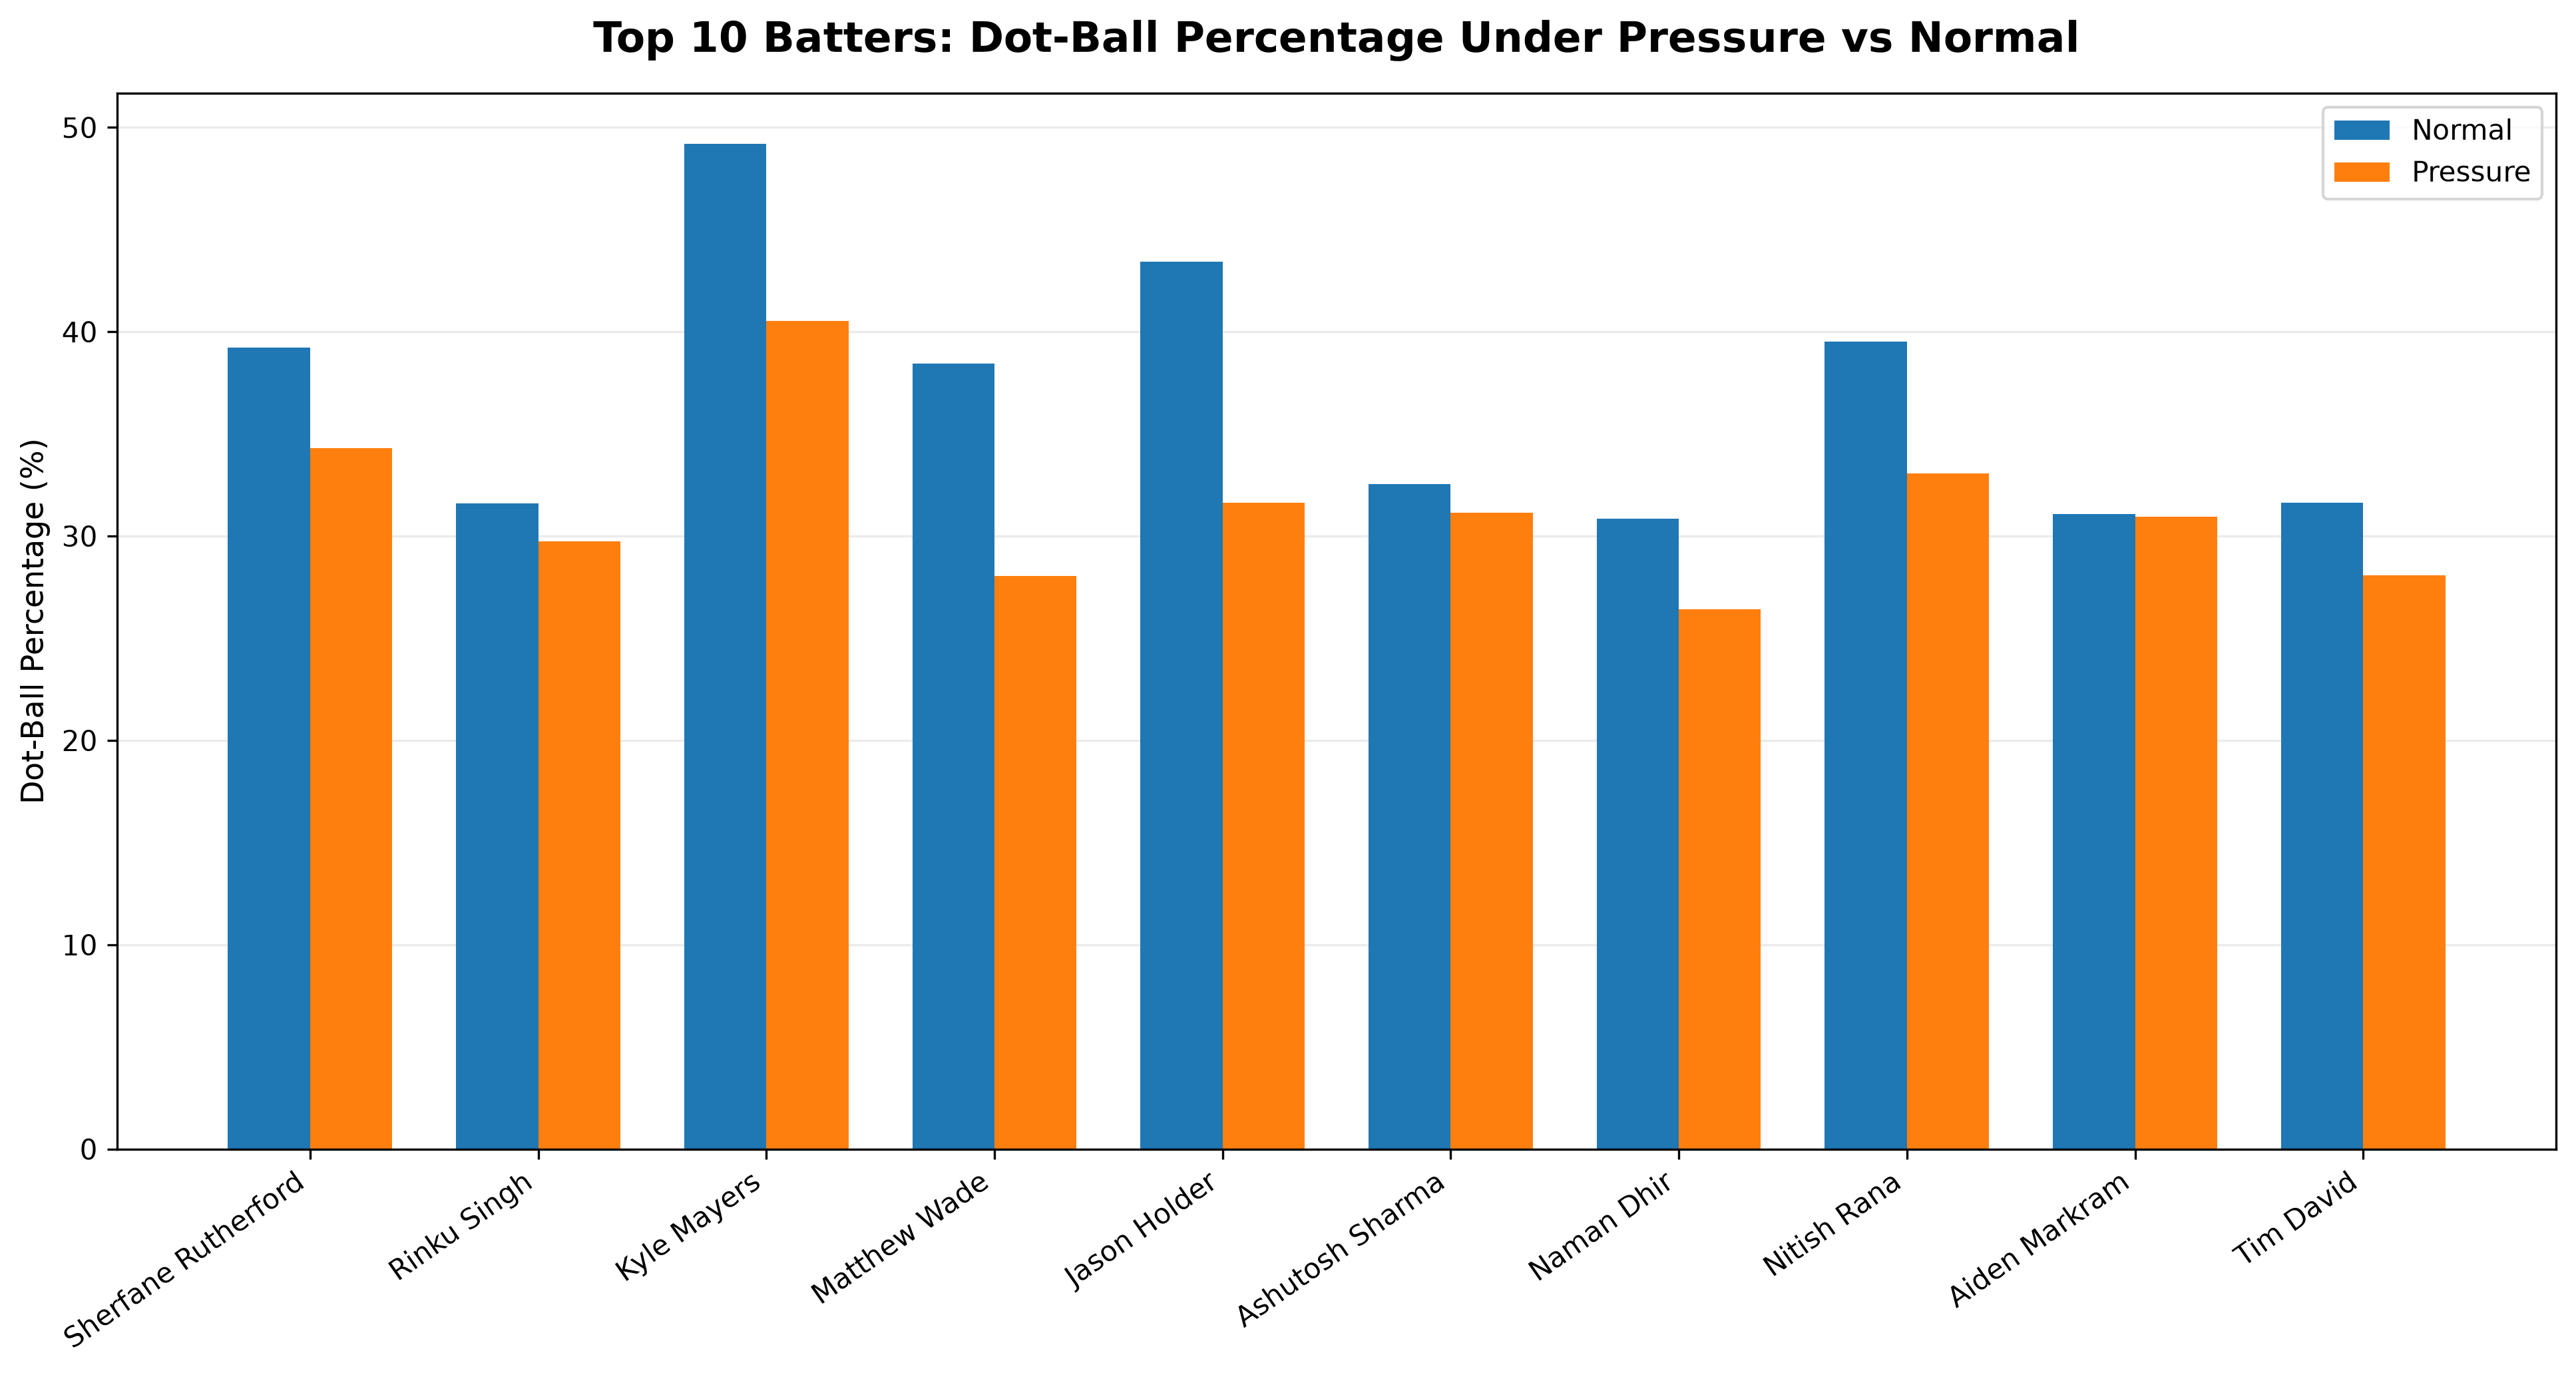 Top 10 Batters: Dot-Ball Percentage Under Pressure vs Normal
Normal
Pressure
Dot-Ball Percentage (%)
50
40
30
20
10
0
Sherfane Rutherford
Rinku Singh
Kyle Mayers
Matthew Wade
Jason Holder
Ashutosh Sharma
Naman Dhir
Nitish Rana
Aiden Markram
Tim David